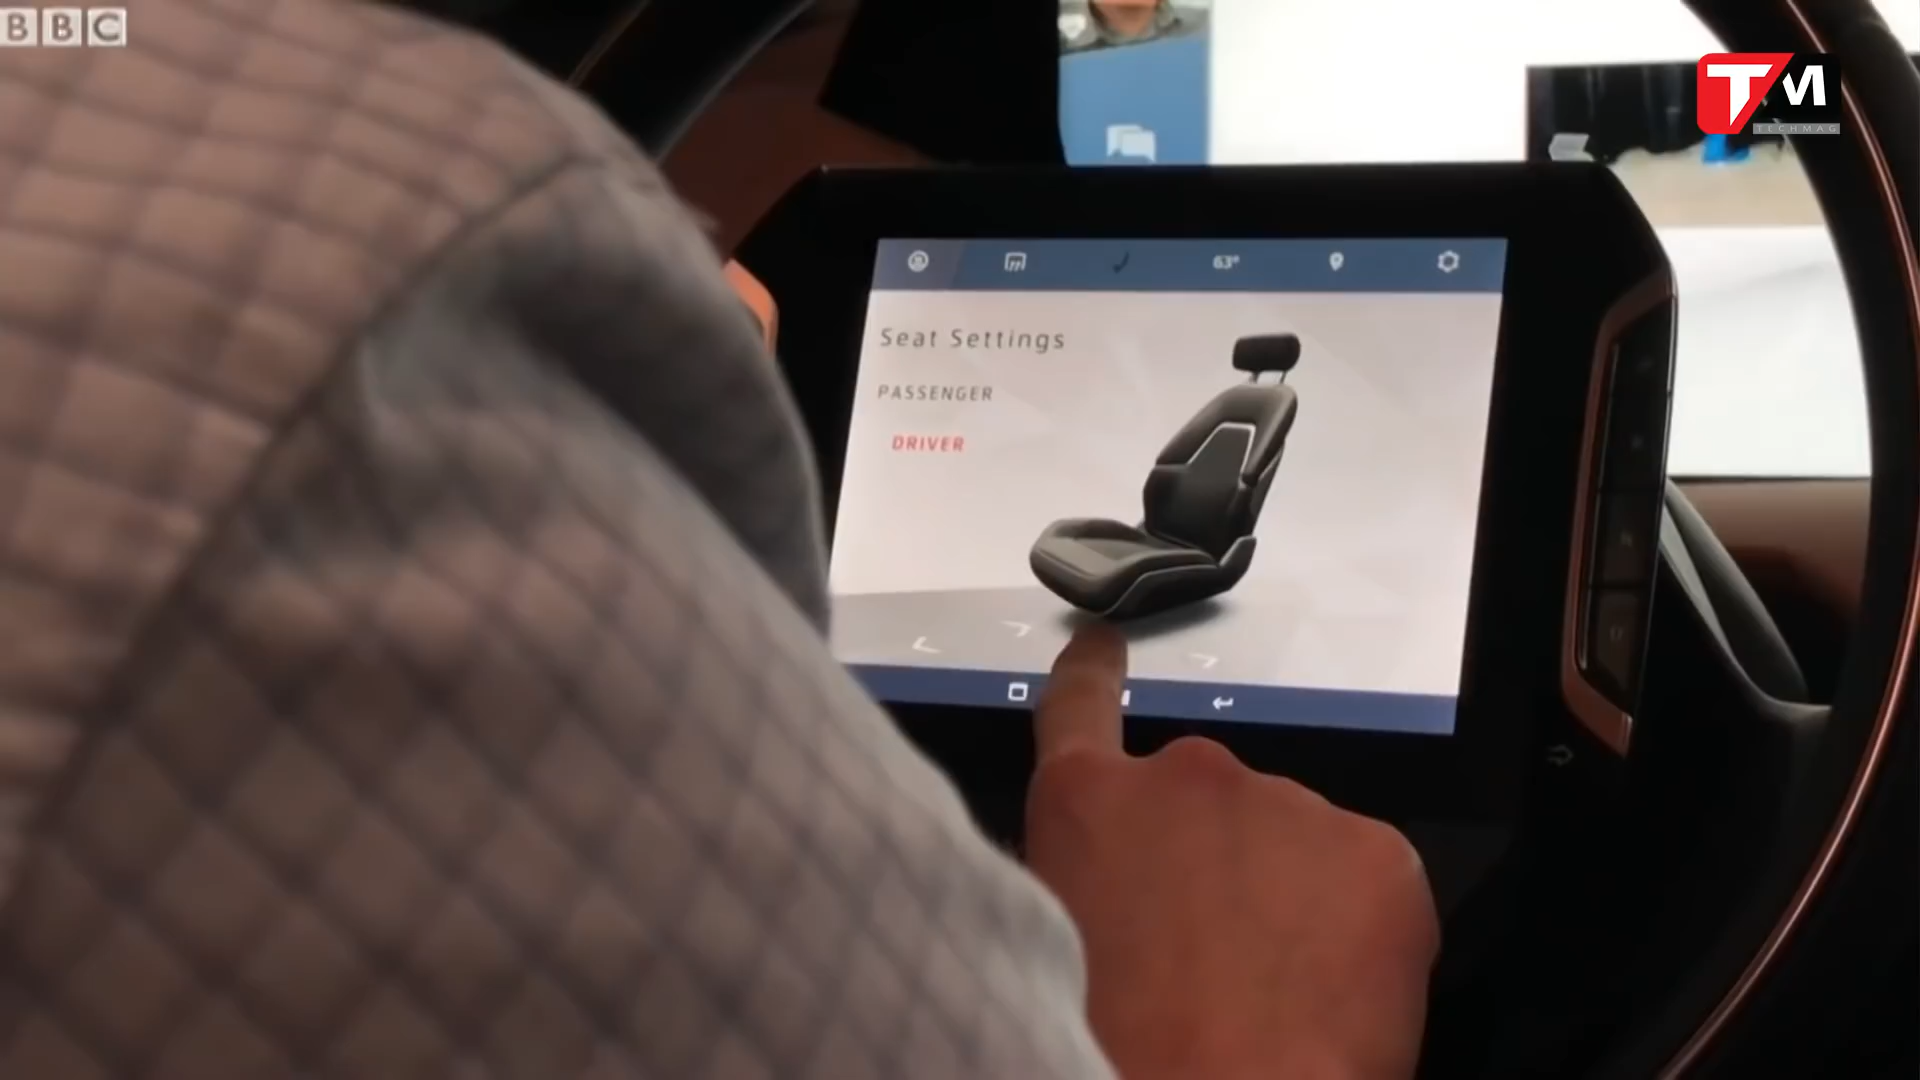 BBC
TM
TECHMAG
63°
Seat Settings
PASSENGER
DRIVER